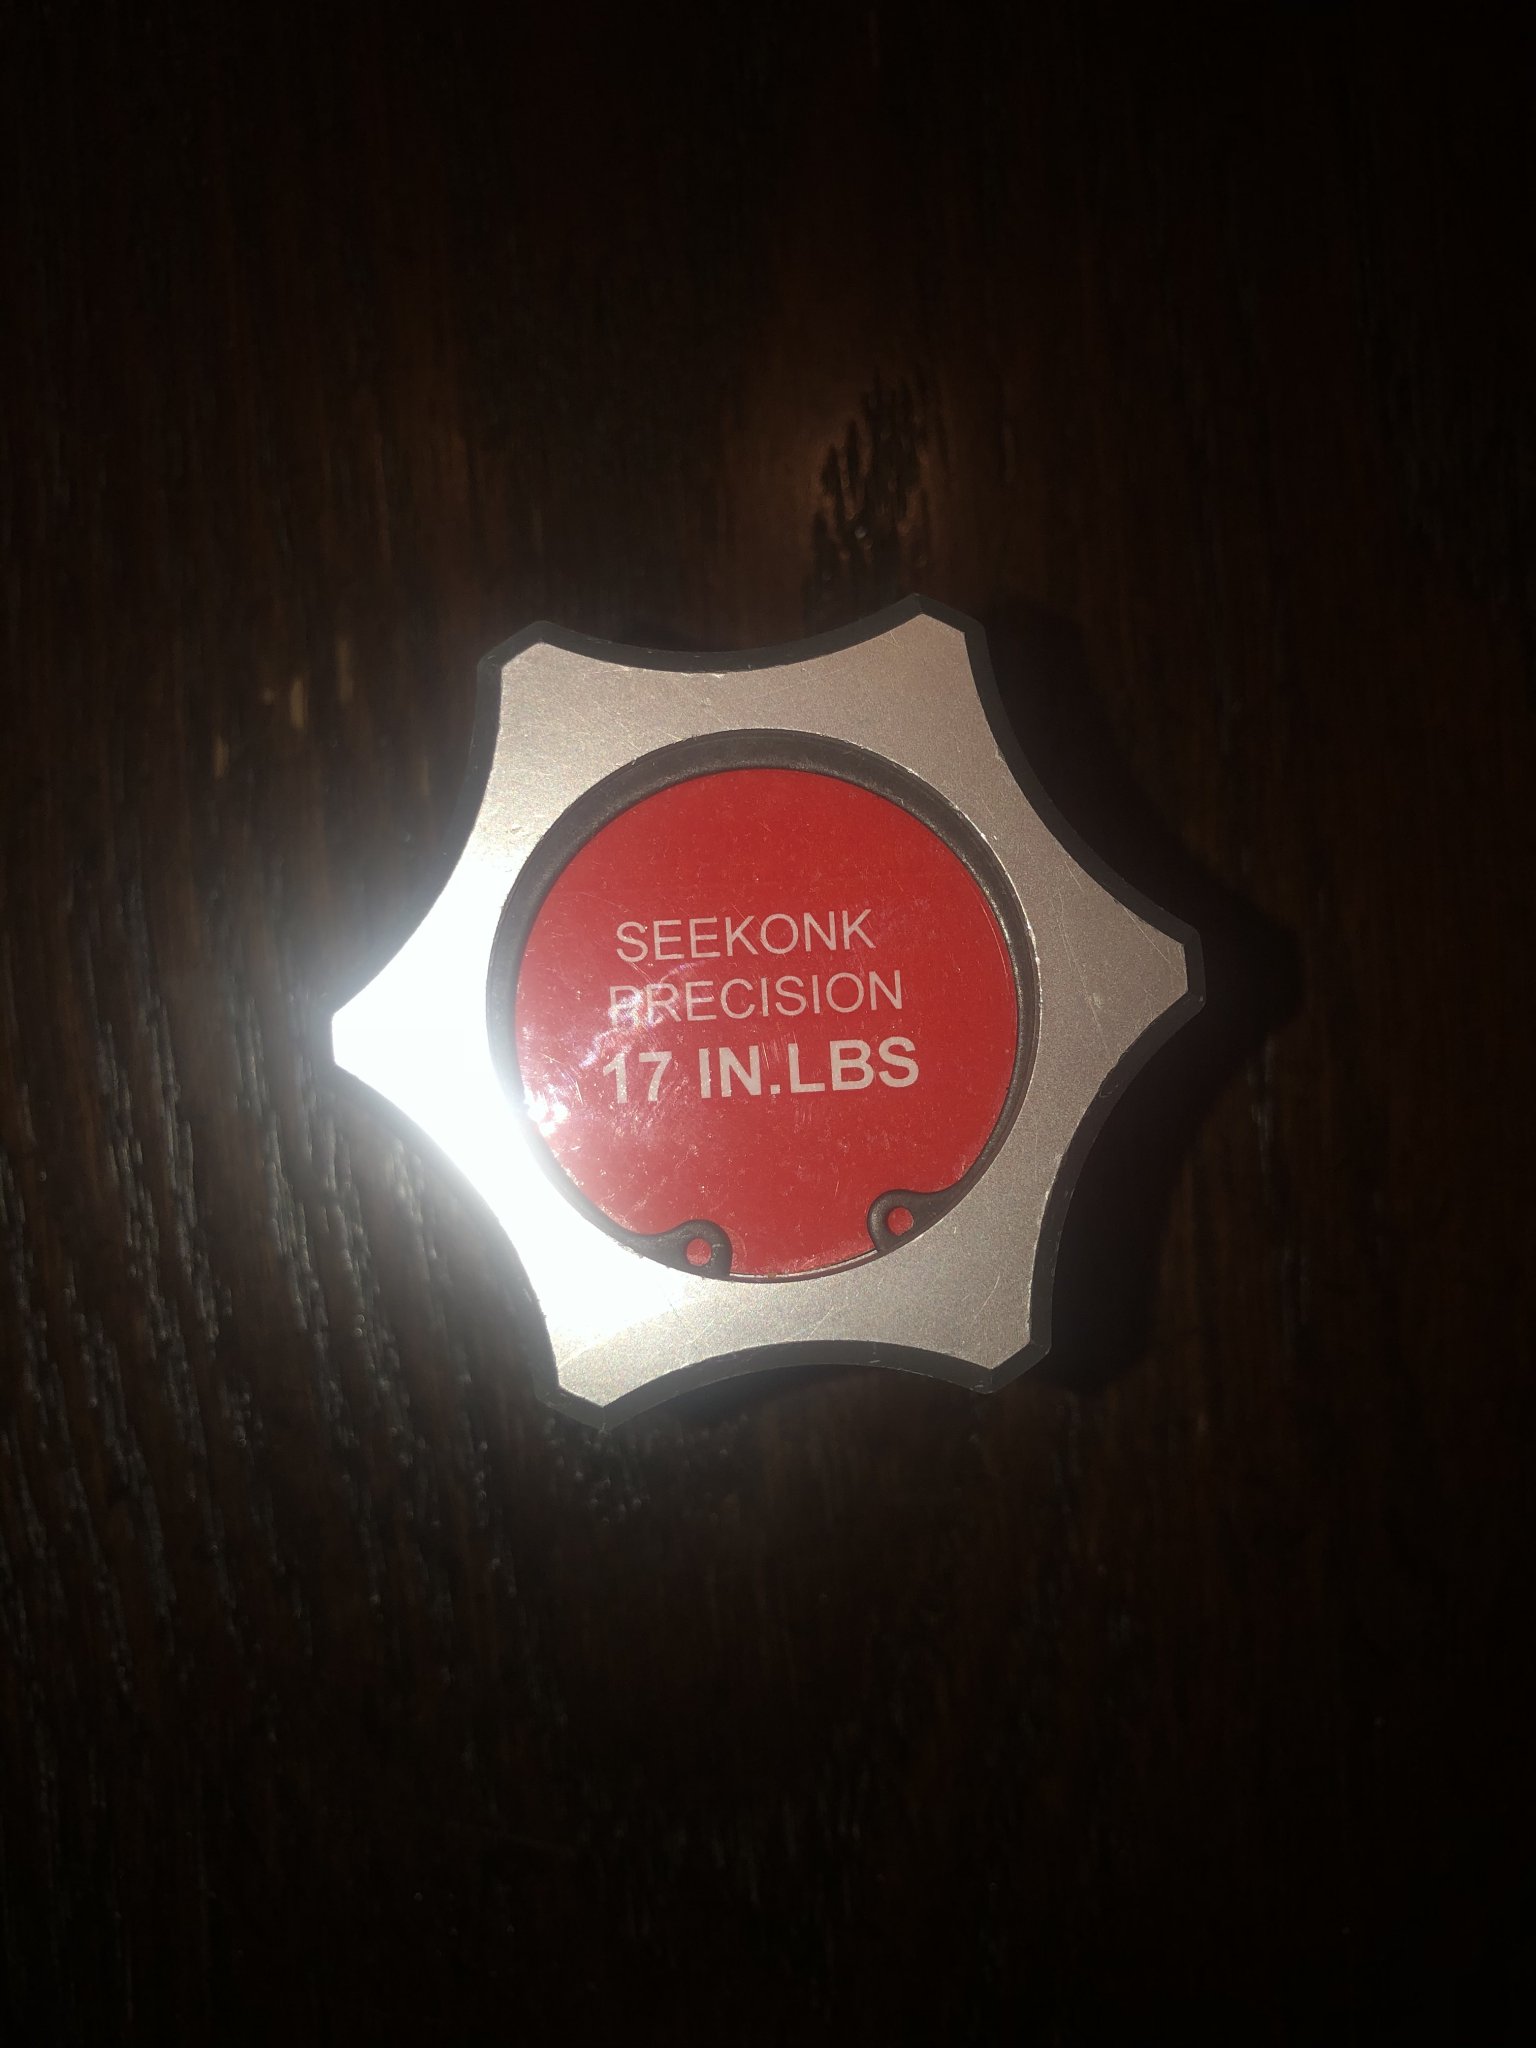 SEEKONK
PRECISION
17 IN.LBS